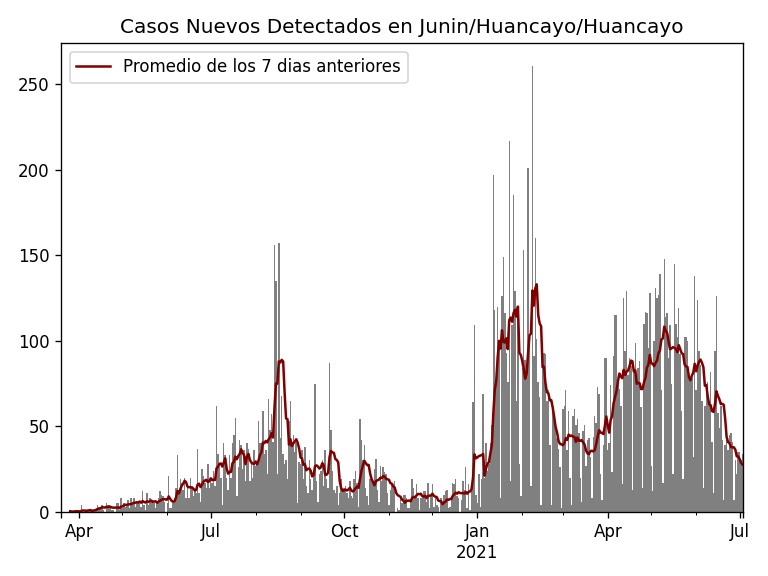 Casos Nuevos Detectados en Junin/Huancayo/Huancayo
Promedio de los 7 dias anteriores
250
200
150
100
50
0
Apr Jul Oct Jan Apr Jul
2021